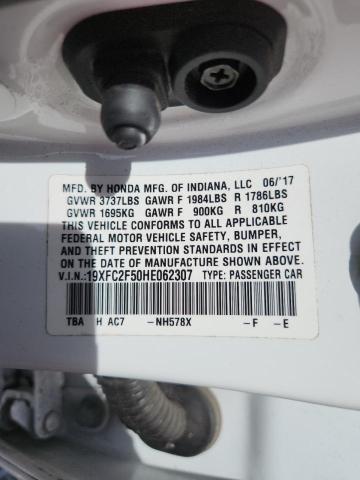 MFD. BY HONDA MFG. OF INDIANA, LLC 06/'17
GVWR 3737LBS GAWR F 1984LBS R 1786LBS
GVWR 1695KG GAWR F 900KG R 810KG
THIS VEHICLE CONFORMS TO ALL APPLICABLE
FEDERAL MOTOR VEHICLE SAFETY, BUMPER,
AND THEFT PREVENTION STANDARDS IN EFFECT
ON THE DATE OF MANUFACTURE SHOWN ABOVE.
V.I.N.:19XFC2F50HE062307 TYPE: PASSENGER CAR
TBA H AC7 -NH578X -F -E